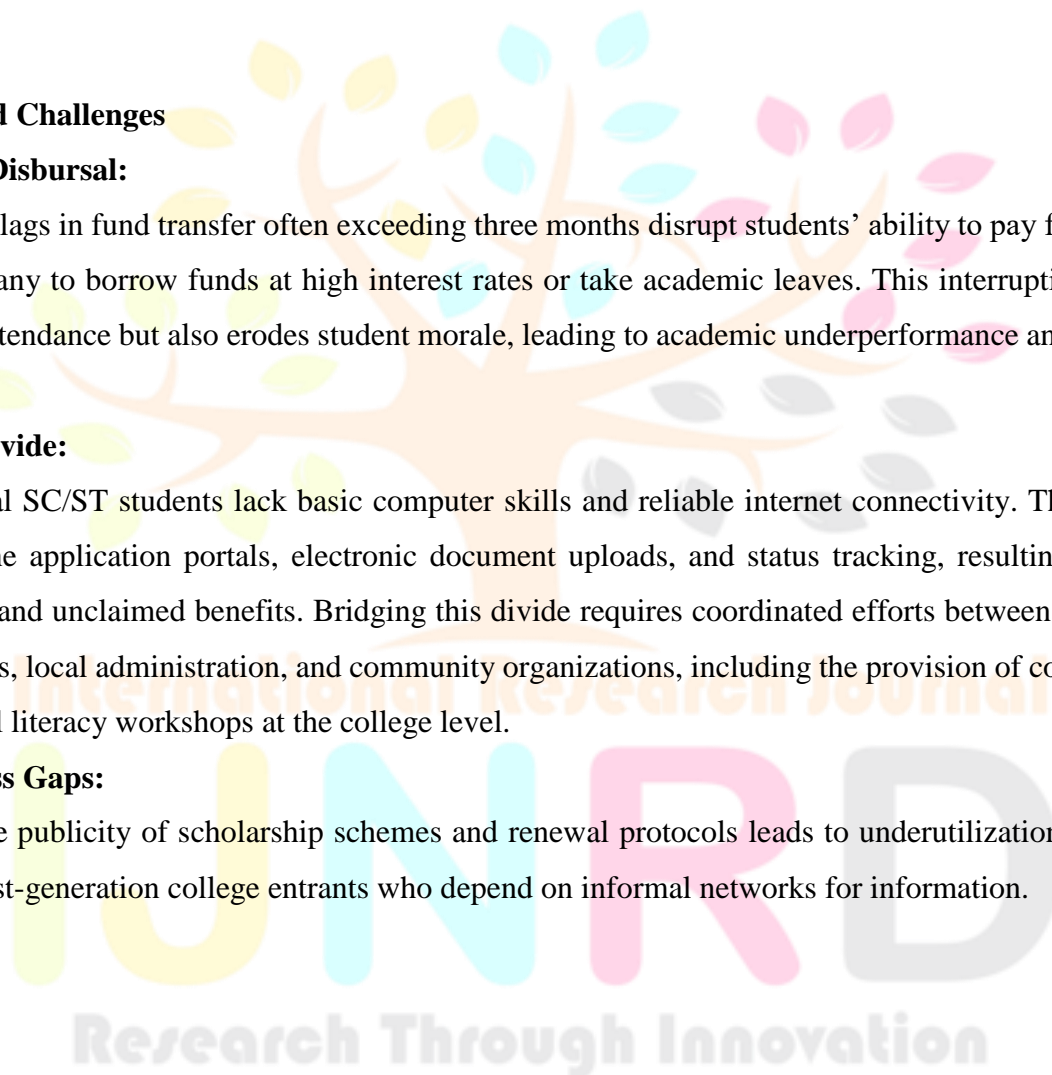 d Challenges
Disbursal:
lags in fund transfer often exceeding three months disrupt students’ ability to pay f
any to borrow funds at high interest rates or take academic leaves. This interrupti
tendance but also erodes student morale, leading to academic underperformance an
vide:
al SC/ST students lack basic computer skills and reliable internet connectivity. Th
ne application portals, electronic document uploads, and status tracking, resultin
and unclaimed benefits. Bridging this divide requires coordinated efforts between
s, local administration, and community organizations, including the provision of co
International Research Journal
l literacy workshops at the college level.
ss Gaps:
e publicity of scholarship schemes and renewal protocols leads to underutilization
st-generation college entrants who depend on informal networks for information.
IJNRD
Research Through Innovation